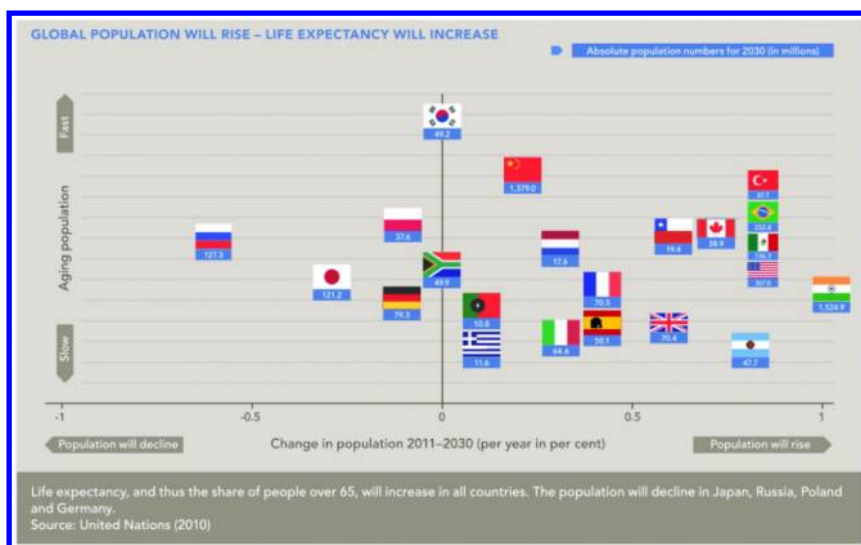 GLOBAL POPULATION WILL RISE – LIFE EXPECTANCY WILL INCREASE
Absolute population numbers for 2030 (in millions)
Fast
Aging population
Slow
49.2
1,379.0
37.6
127.3
17.6
19.4
38.9
121.2
49.9
79.3
10.8
70.5
1,524.9
11.6
64.6
50.1
70.4
47.7
-1
-0.5
0
0.5
1
Population will decline
Change in population 2011–2030 (per year in per cent)
Population will rise
Life expectancy, and thus the share of people over 65, will increase in all countries. The population will decline in Japan, Russia, Poland
and Germany.
Source: United Nations (2010)